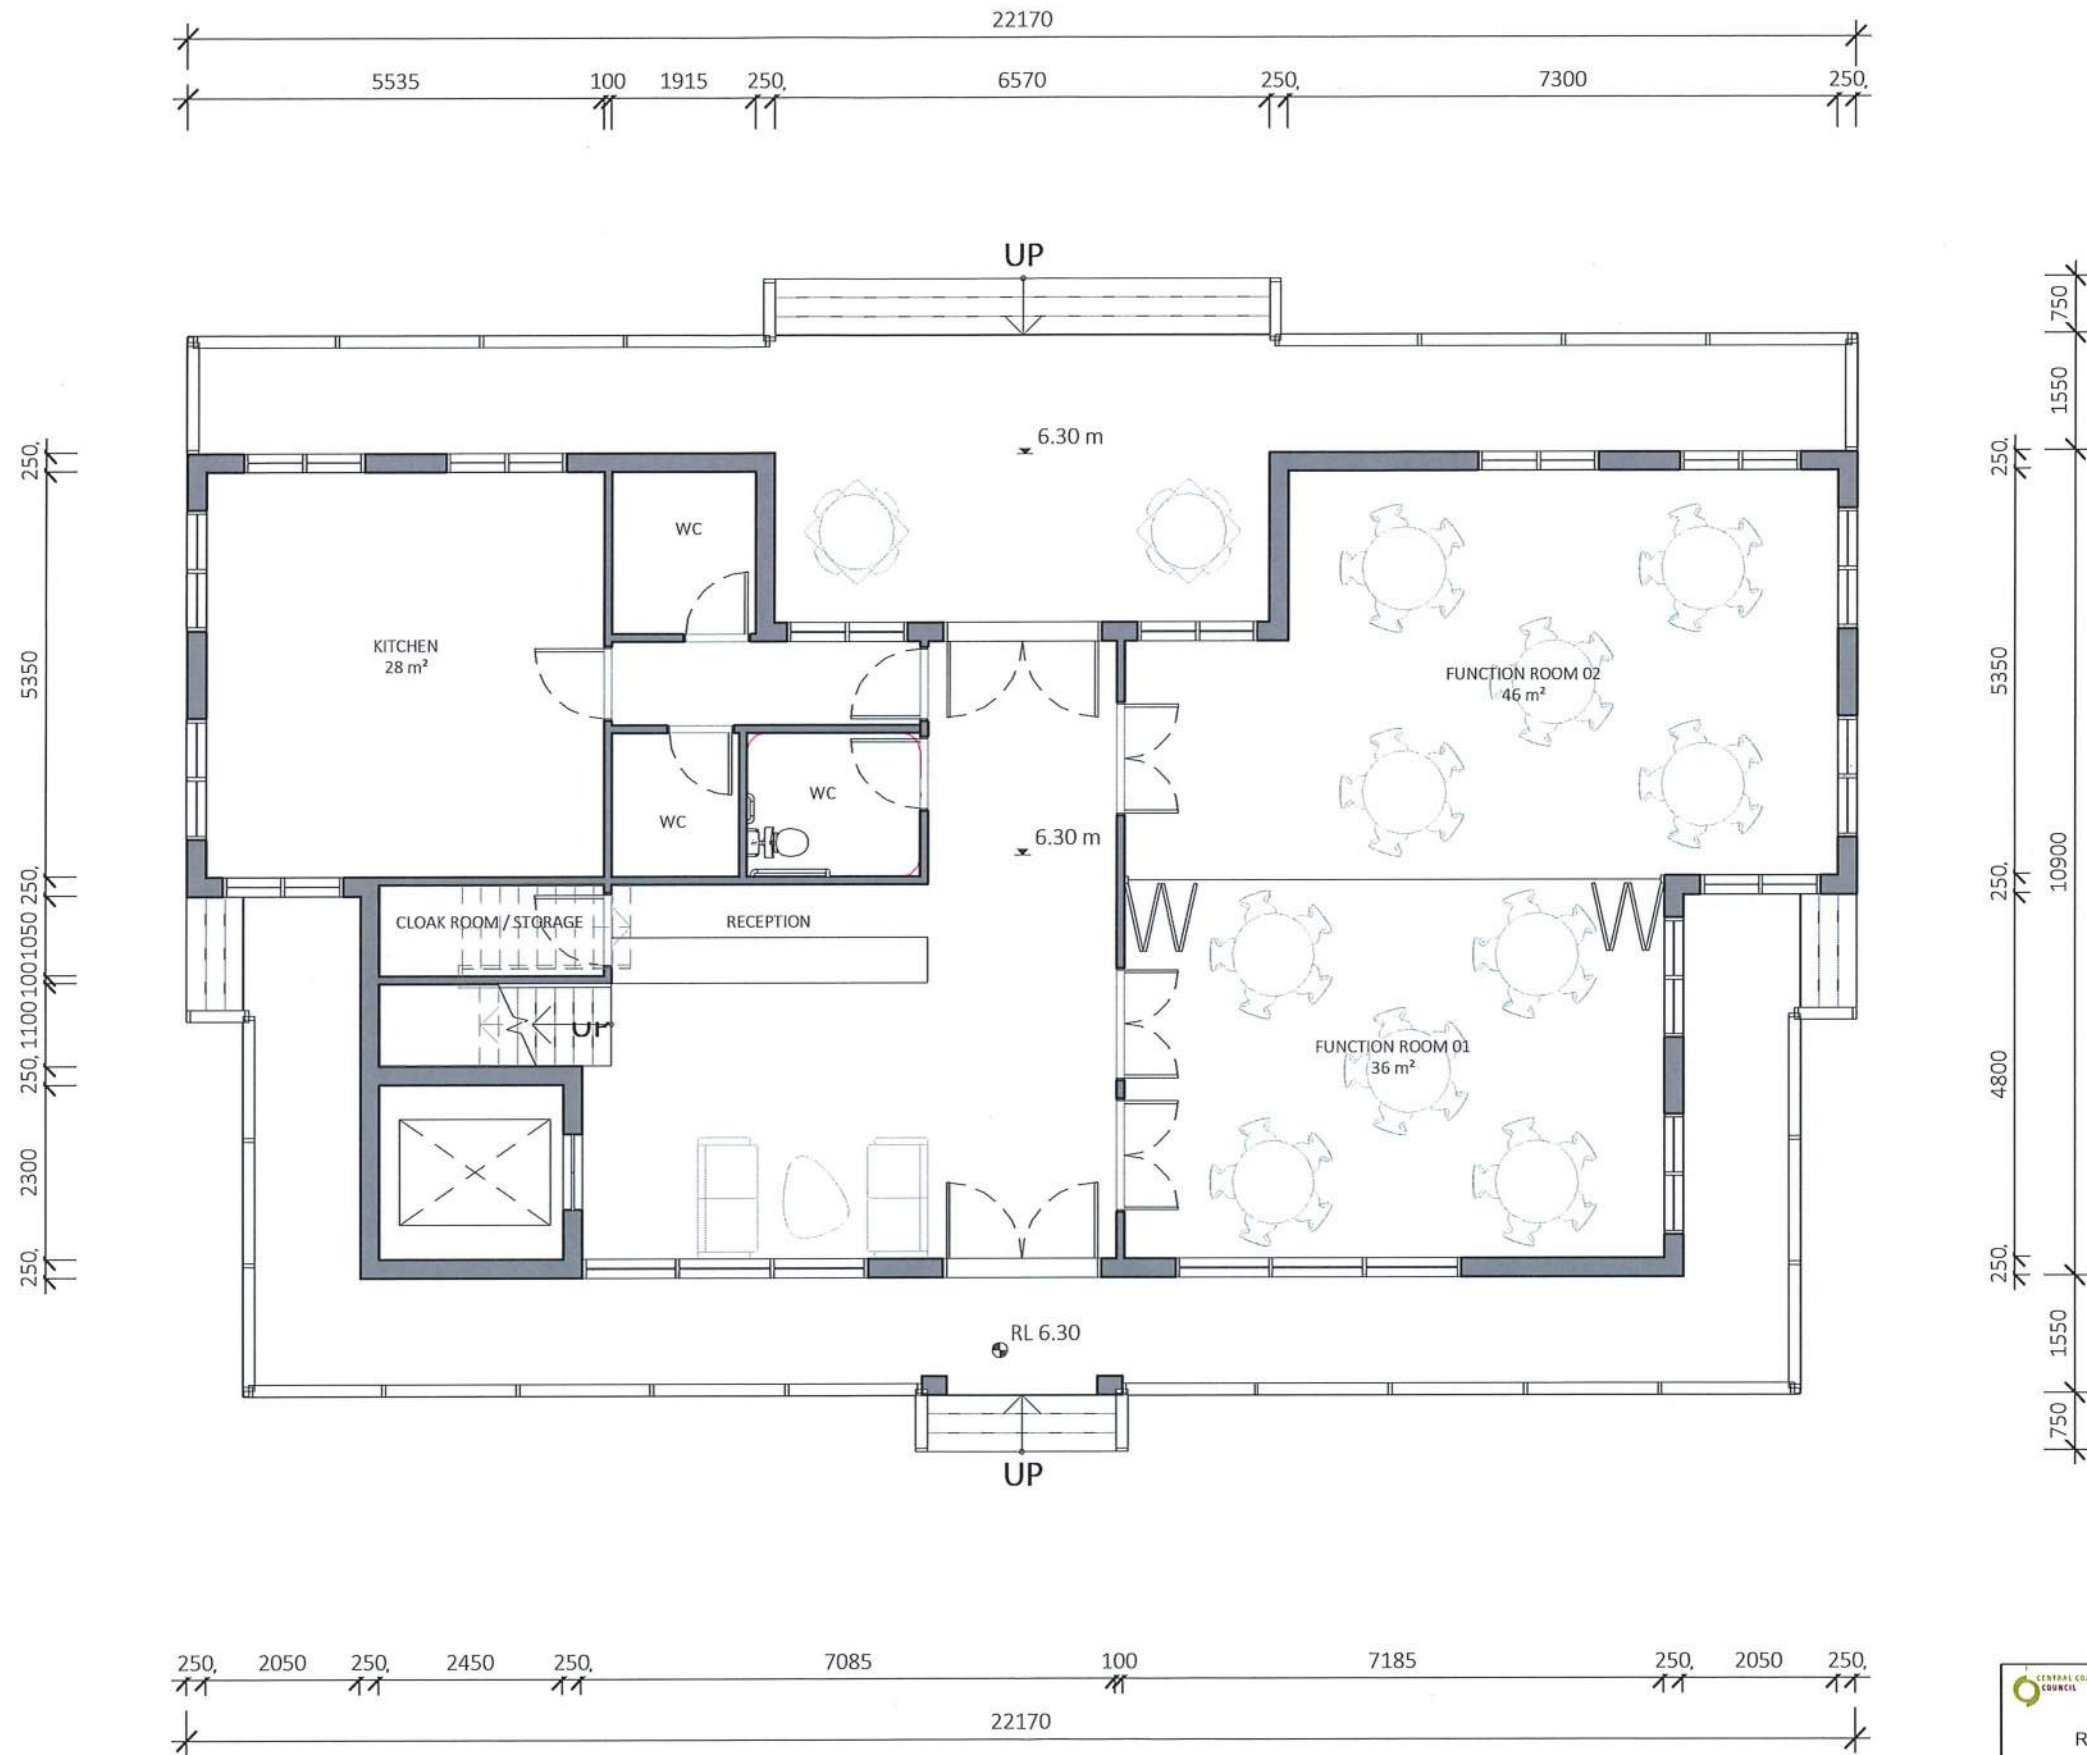 22170
5535 100 1915 250, 6570 250, 7300 250,
UP
750
1550
250,
5350
250,
1050
100
1100
250,
2300
250,
6.30 m
WC
KITCHEN
28 m²
FUNCTION ROOM 02
46 m²
WC
WC
6.30 m
CLOAK ROOM / STORAGE
RECEPTION
UP
FUNCTION ROOM 01
36 m²
250,
5350
250,
10900
4800
250,
1550
750
RL 6.30
UP
250, 2050 250, 2450 250, 7085 100 7185 250, 2050 250,
22170
COUNCIL
R